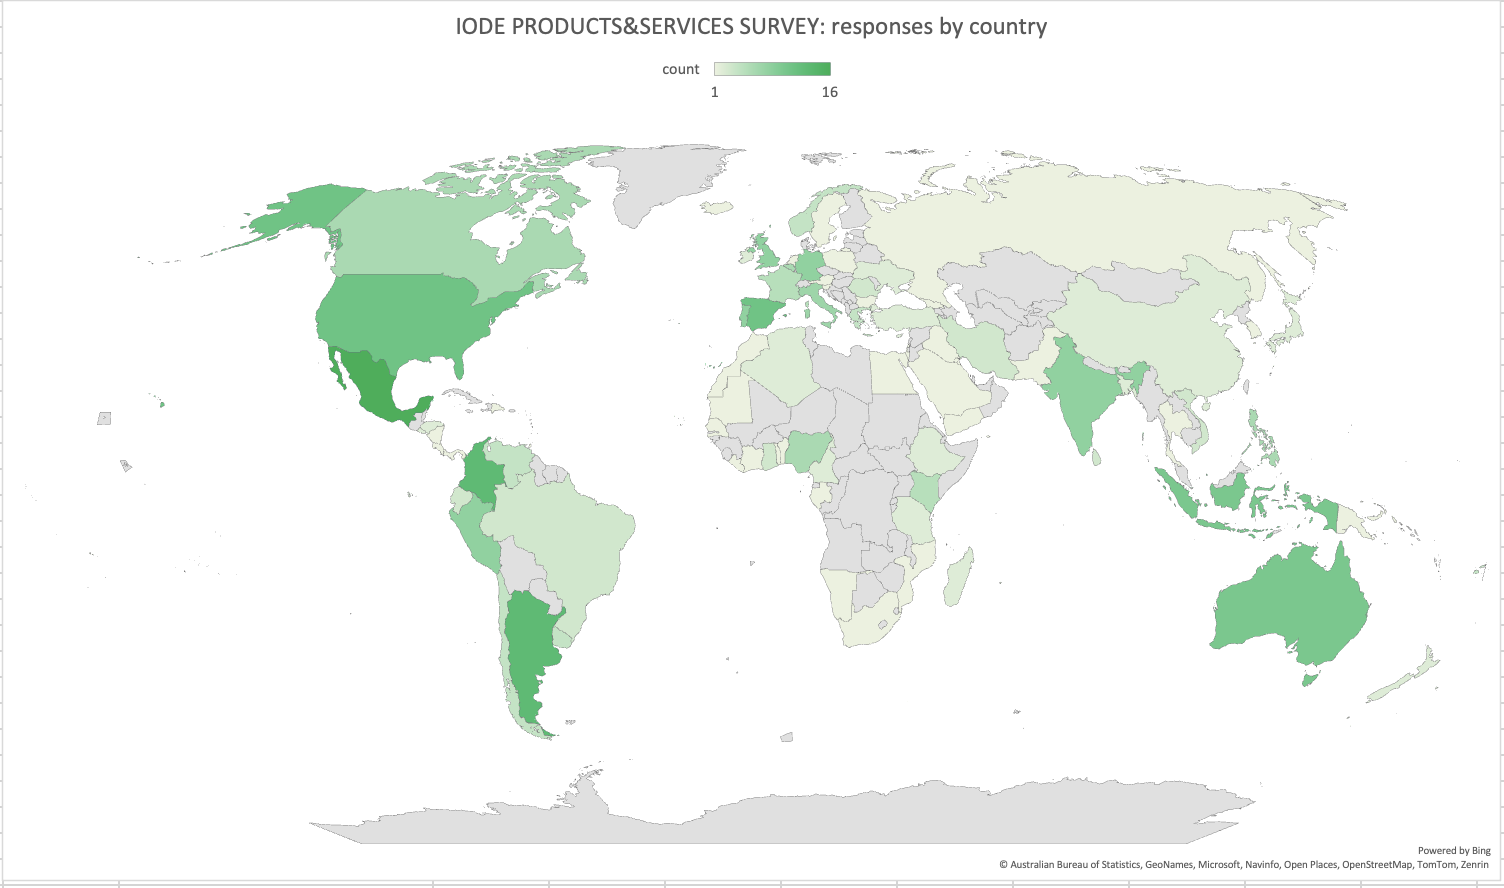 IODE PRODUCTS&SERVICES SURVEY: responses by country
count
1 16
Powered by Bing
© Australian Bureau of Statistics, GeoNames, Microsoft, Navinfo, Open Places, OpenStreetMap, TomTom, Zenrin